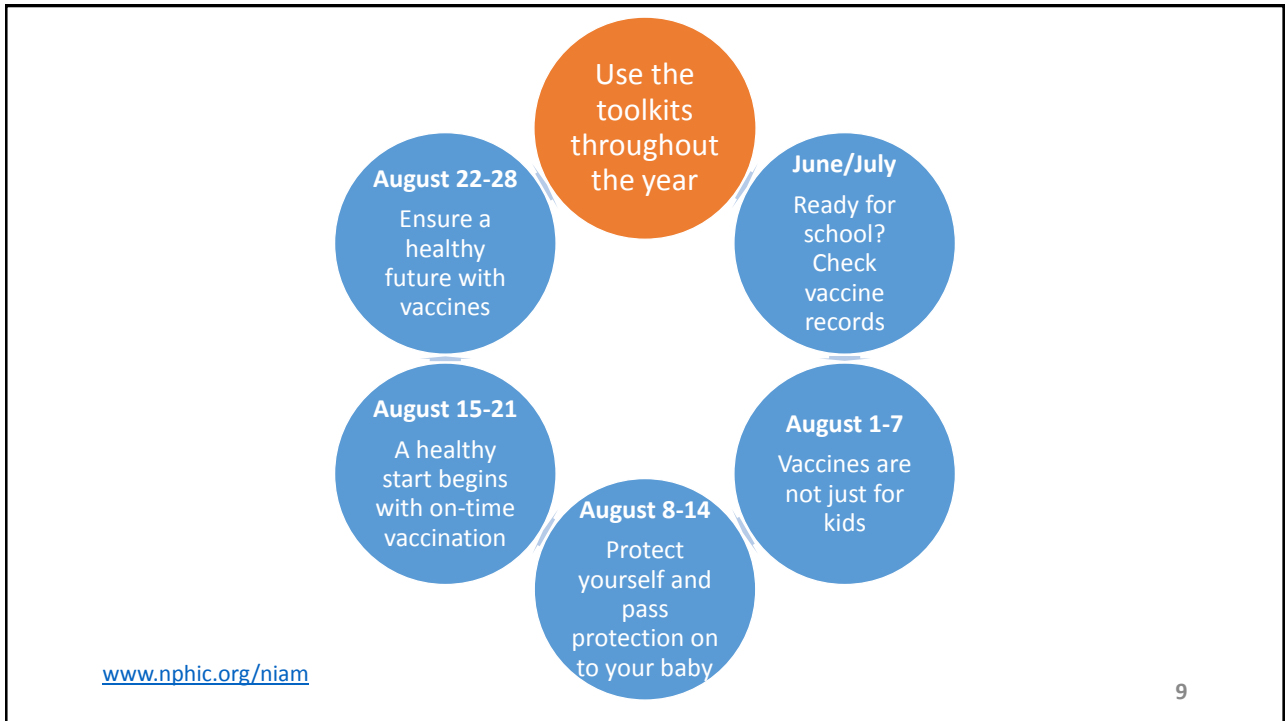 Use the
toolkits
throughout
the year
June/July
Ready for
school?
Check
vaccine
records
August 1-7
Vaccines are
not just for
kids
August 8-14
Protect
yourself and
pass
protection on
to your baby
August 15-21
A healthy
start begins
with on-time
vaccination
August 22-28
Ensure a
healthy
future with
vaccines
www.nphic.org/niam
9